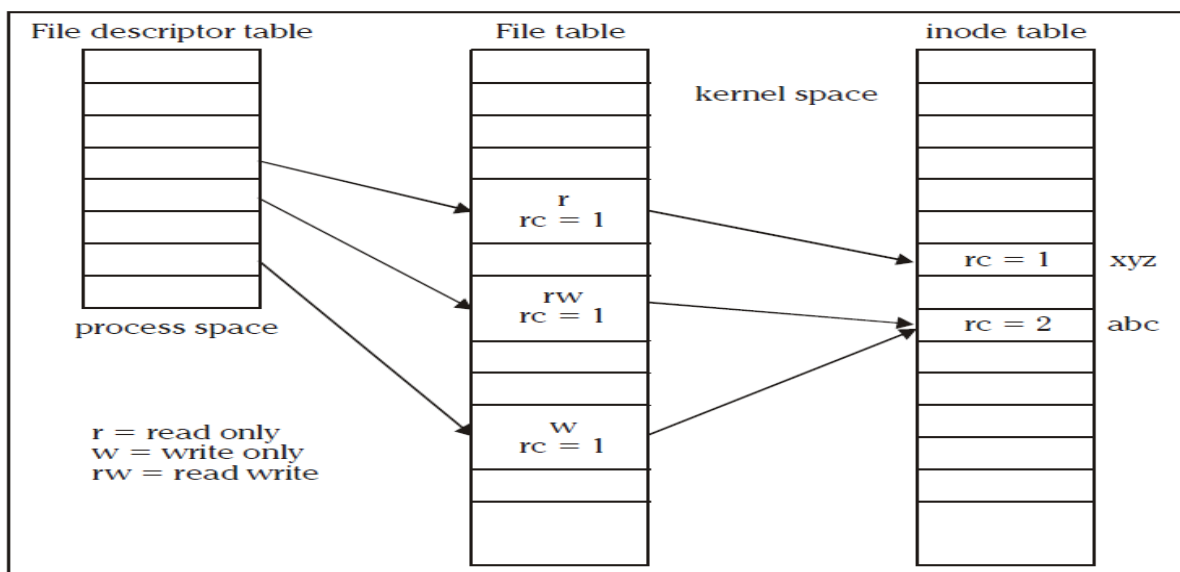 File descriptor table
File table
inode table
kernel space
r
rc = 1
rc = 1
xyz
rw
rc = 1
rc = 2
abc
process space
r = read only
w = write only
rw = read write
w
rc = 1